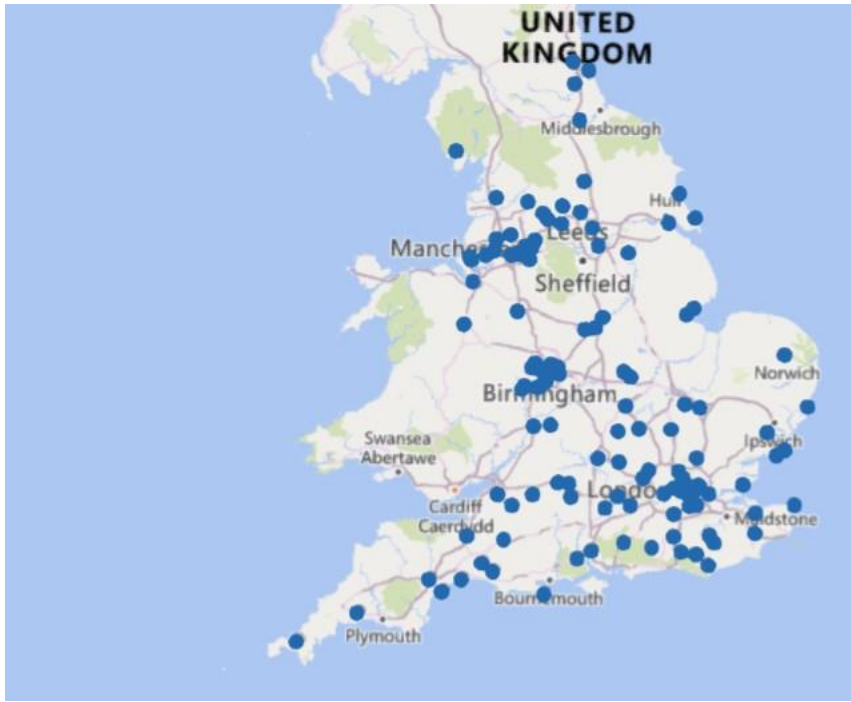 UNITED
KINGDOM
Middlesbrough
Hull
Leeds
Manchester
Sheffield
Norwich
Birmingham
Swansea
Abertawe
Ipswich
London
Cardiff
Caerdydd
Maidstone
Bournemouth
Plymouth